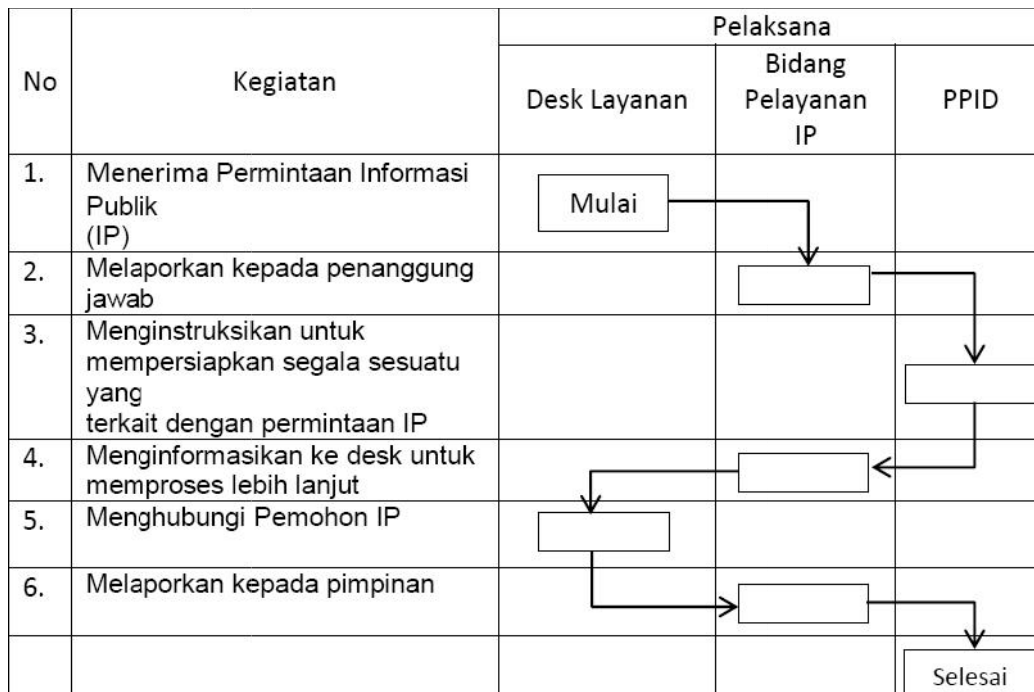 Pelaksana
No
Kegiatan
Desk Layanan
Bidang
Pelayanan
IP
PPID
1.
Menerima Permintaan Informasi
Publik
(IP)
Mulai
2.
Melaporkan kepada penanggung
jawab
3.
Menginstruksikan untuk
mempersiapkan segala sesuatu
yang
terkait dengan permintaan IP
4.
Menginformasikan ke desk untuk
memproses lebih lanjut
5.
Menghubungi Pemohon IP
6.
Melaporkan kepada pimpinan
Selesai